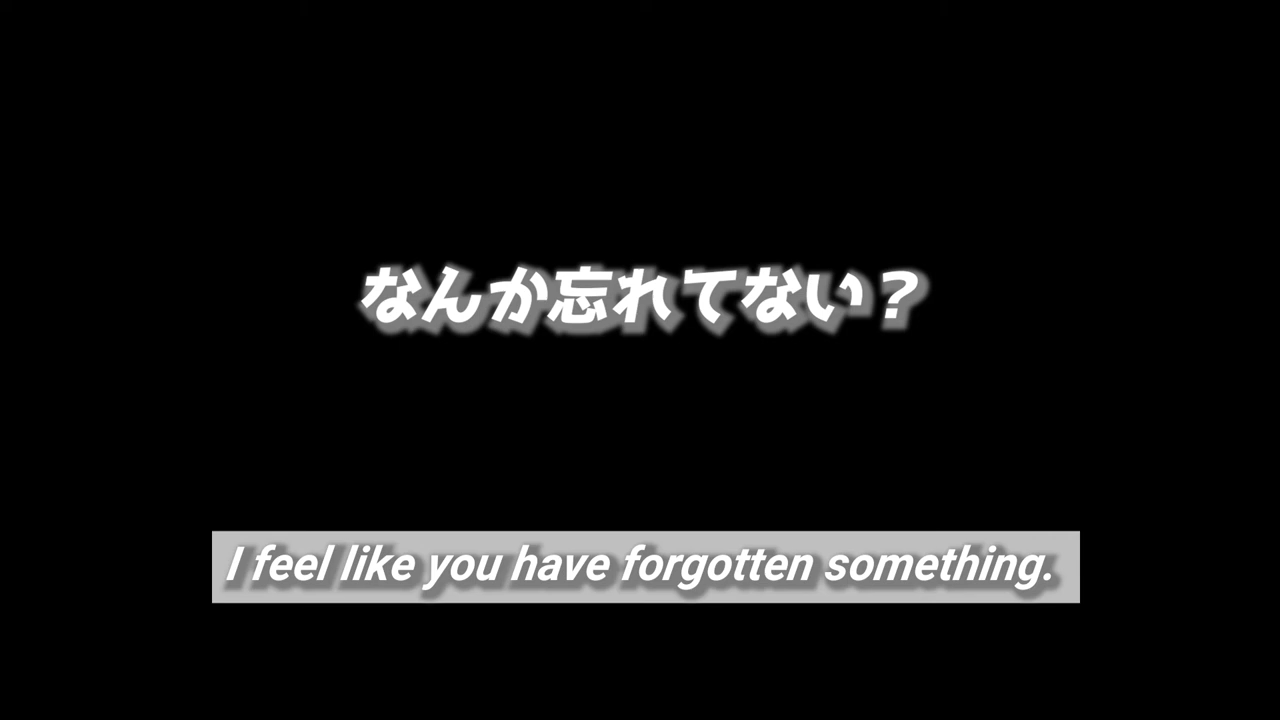 なんか忘れてない？
I feel like you have forgotten something.